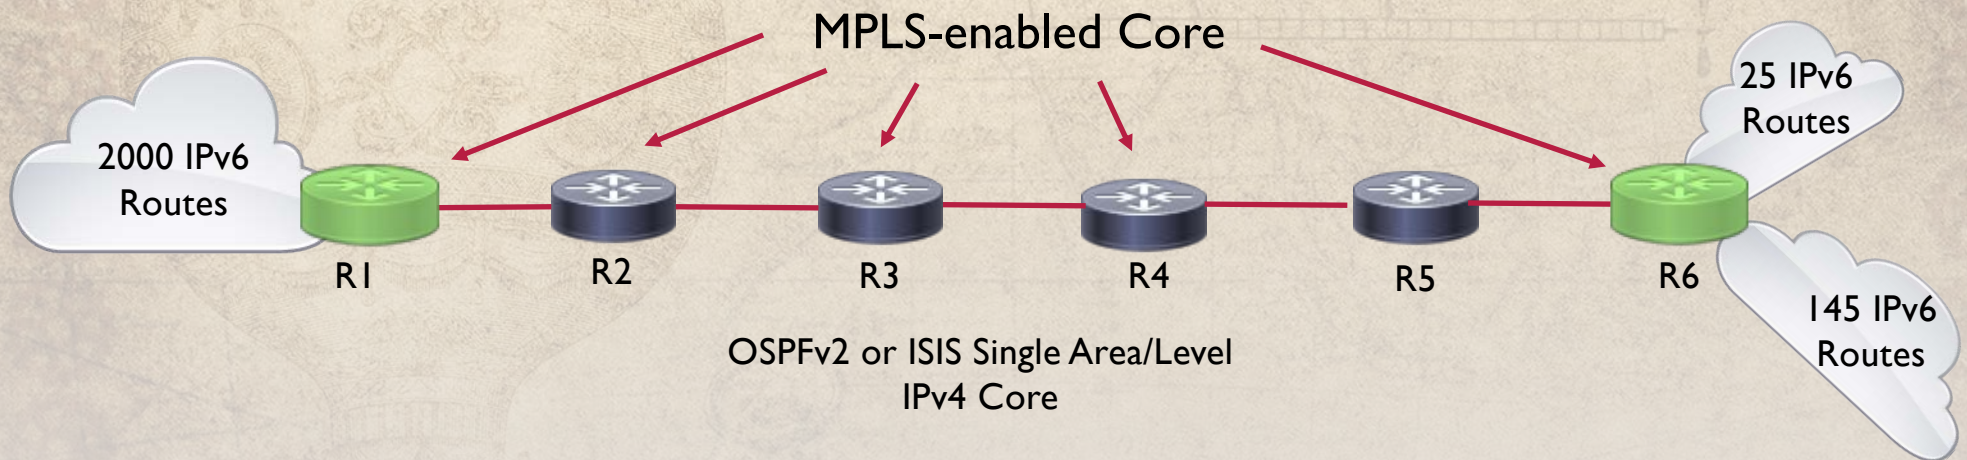 MPLS-enabled Core
2000 IPv6
Routes
25 IPv6
Routes
R1
R2
R3
R4
R5
R6
145 IPv6
Routes
OSPFv2 or ISIS Single Area/Level
IPv4 Core